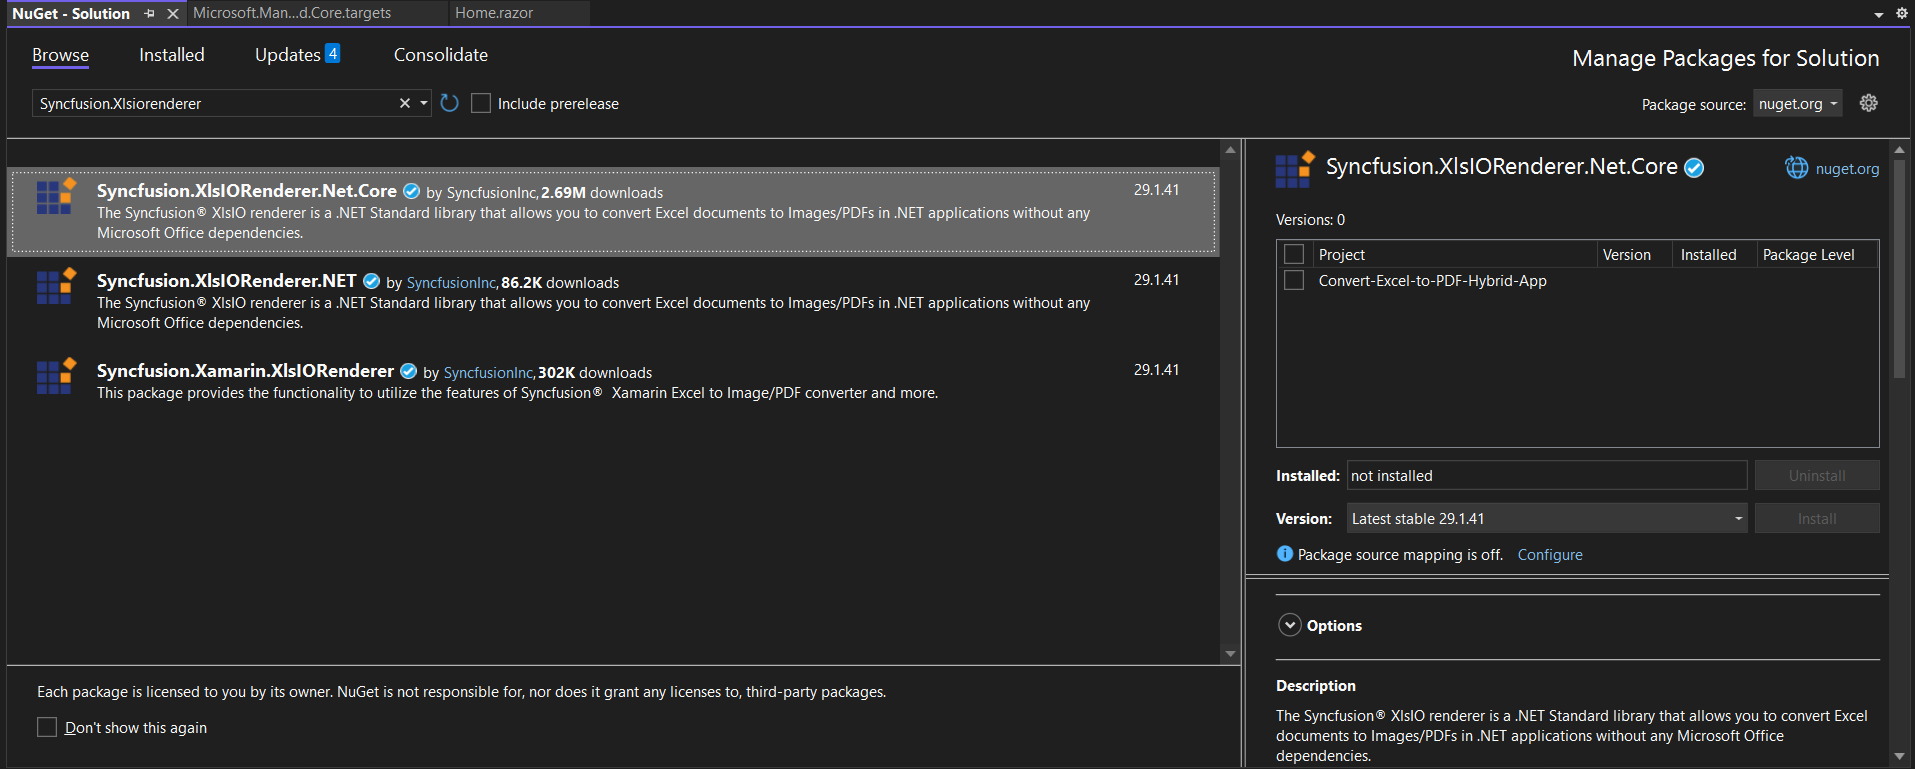 NuGet - Solution
Microsoft.Man...d.Core.targets
Home.razor
Browse
Installed
Updates 4
Consolidate
Manage Packages for Solution
Syncfusion.Xlsiorenderer
Include prerelease
Package source: nuget.org
Syncfusion.XlsIORenderer.Net.Core by SyncfusionInc, 2.69M downloads
29.1.41
The Syncfusion® XlsIO renderer is a .NET Standard library that allows you to convert Excel documents to Images/PDFs in .NET applications without any
Microsoft Office dependencies.
Syncfusion.XlsIORenderer.NET by SyncfusionInc, 86.2K downloads
29.1.41
The Syncfusion® XlsIO renderer is a .NET Standard library that allows you to convert Excel documents to Images/PDFs in .NET applications without any
Microsoft Office dependencies.
Syncfusion.Xamarin.XlsIORenderer by SyncfusionInc, 302K downloads
29.1.41
This package provides the functionality to utilize the features of Syncfusion® Xamarin Excel to Image/PDF converter and more.
Each package is licensed to you by its owner. NuGet is not responsible for, nor does it grant any licenses to, third-party packages.
Don't show this again
Syncfusion.XlsIORenderer.Net.Core
nuget.org
Versions: 0
Project Version Installed Package Level
Convert-Excel-to-PDF-Hybrid-App
Installed: not installed Uninstall
Version: Latest stable 29.1.41 Install
Package source mapping is off. Configure
Options
Description
The Syncfusion® XlsIO renderer is a .NET Standard library that allows you to convert Excel
documents to Images/PDFs in .NET applications without any Microsoft Office
dependencies.